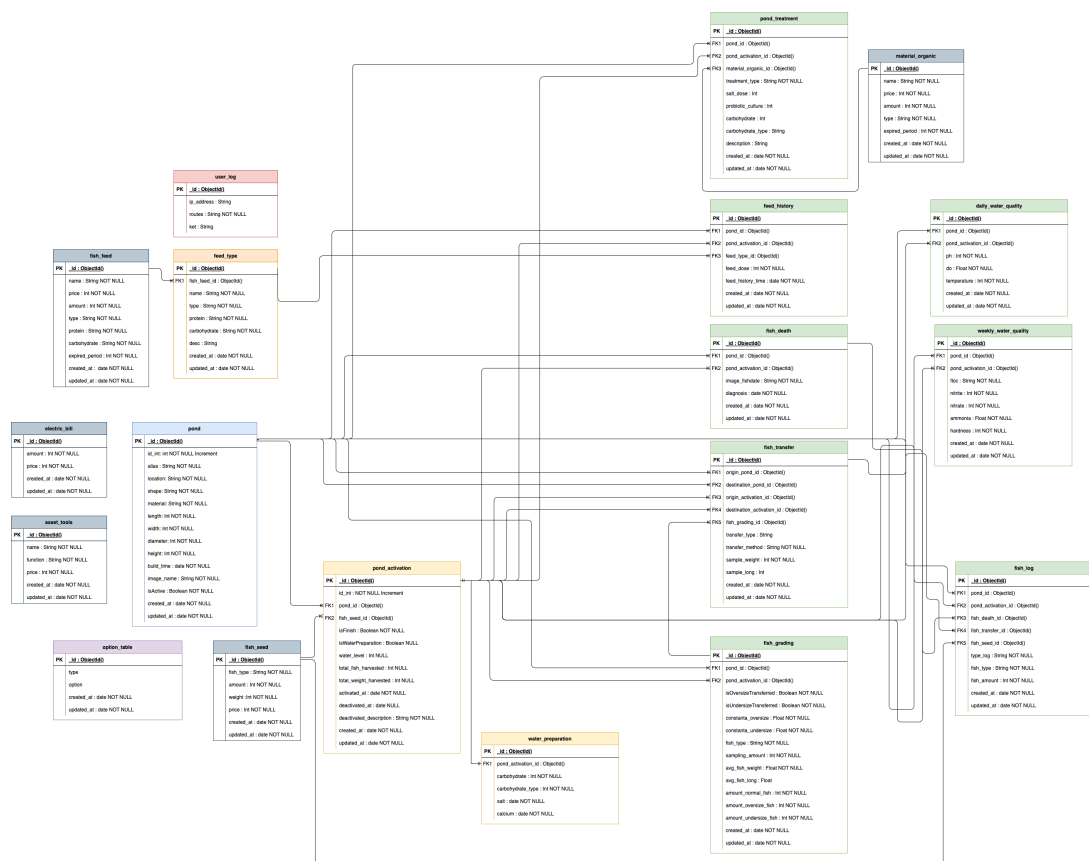 pond_treatment
PK _id : ObjectId()
FK1 pond_id : ObjectId()
FK2 pond_activation_id : ObjectId()
FK3 material_organic_id : ObjectId()
treatment_type : String NOT NULL
salt_dose : Int
probiotic_culture : Int
carbohydrate : int
carbohydrate_type : String
description : String
created_at : date NOT NULL
updated_at : date NOT NULL
material_organic
PK _id : ObjectId()
name : String NOT NULL
price : Int NOT NULL
amount : Int NOT NULL
type : String NOT NULL
expired_period : Int NOT NULL
created_at : date NOT NULL
updated_at : date NOT NULL
user_log
PK _id : ObjectId()
ip_address : String
routes : String NOT NULL
ket : String
feed_history
PK _id : ObjectId()
FK1 pond_id : ObjectId()
FK2 pond_activation_id : ObjectId()
FK3 feed_type_id : ObjectId()
feed_dose : Int NOT NULL
feed_history_time : date NOT NULL
created_at : date NOT NULL
updated_at : date NOT NULL
daily_water_quality
PK _id : ObjectId()
FK1 pond_id : ObjectId()
FK2 pond_activation_id : ObjectId()
ph : Int NOT NULL
do : Float NOT NULL
temperature : Int NOT NULL
created_at : date NOT NULL
updated_at : date NOT NULL
fish_feed
PK _id : ObjectId()
name : String NOT NULL
price : Int NOT NULL
amount : Int NOT NULL
type : String NOT NULL
protein : String NOT NULL
carbohydrate : String NOT NULL
expired_period : Int NOT NULL
created_at : date NOT NULL
updated_at : date NOT NULL
feed_type
PK _id : ObjectId()
FK1 fish_feed_id : ObjectId()
name : String NOT NULL
type : String NOT NULL
protein : String NOT NULL
carbohydrate : String NOT NULL
desc : String
created_at : date NOT NULL
updated_at : date NOT NULL
fish_death
PK _id : ObjectId()
FK1 pond_id : ObjectId()
FK2 pond_activation_id : ObjectId()
image_fishdate : String NOT NULL
diagnosis : date NOT NULL
created_at : date NOT NULL
updated_at : date NOT NULL
weekly_water_quality
PK _id : ObjectId()
FK1 pond_id : ObjectId()
FK2 pond_activation_id : ObjectId()
floc : String NOT NULL
nitrite : Int NOT NULL
nitrate : Int NOT NULL
ammonia : Float NOT NULL
hardness : Int NOT NULL
created_at : date NOT NULL
updated_at : date NOT NULL
electric_bill
PK _id : ObjectId()
amount : Int NOT NULL
price : Int NOT NULL
created_at : date NOT NULL
updated_at : date NOT NULL
pond
PK _id : ObjectId()
id_int: int NOT NULL Increment
alias : String NOT NULL
location: String NOT NULL
shape: String NOT NULL
material: String NOT NULL
length: Int NOT NULL
width: Int NOT NULL
diameter: Int NOT NULL
height: Int NOT NULL
build_time : date NOT NULL
image_name : String NOT NULL
isActive : Boolean NOT NULL
created_at : date NOT NULL
updated_at : date NOT NULL
fish_transfer
PK _id : ObjectId()
FK1 origin_pond_id : ObjectId()
FK2 destination_pond_id : ObjectId()
FK3 origin_activation_id : ObjectId()
FK4 destination_activation_id : ObjectId()
FK5 fish_grading_id : ObjectId()
transfer_type : String
transfer_method : String NOT NULL
sample_weight : Int NOT NULL
sample_long : Int
created_at : date NOT NULL
updated_at : date NOT NULL
asset_tools
PK _id : ObjectId()
name : String NOT NULL
function : String NOT NULL
price : Int NOT NULL
created_at : date NOT NULL
updated_at : date NOT NULL
pond_activation
PK _id : ObjectId()
id_int : NOT NULL Increment
FK1 pond_id : ObjectId()
FK2 fish_seed_id : ObjectId()
isFinish : Boolean NOT NULL
isWaterPreparation : Boolean NULL
water_level : Int NULL
total_fish_harvested : Int NULL
total_weight_harvested : Int NULL
activated_at : date NOT NULL
deactivated_at : date NULL
deactivated_description : String NOT NULL
created_at : date NOT NULL
updated_at : date NOT NULL
fish_log
PK _id : ObjectId()
FK1 pond_id : ObjectId()
FK2 pond_activation_id : ObjectId()
FK3 fish_death_id : ObjectId()
FK4 fish_transfer_id : ObjectId()
FK5 fish_seed_id : ObjectId()
type_log : String NOT NULL
fish_type : String NOT NULL
fish_amount : Int NOT NULL
created_at : date NOT NULL
updated_at : date NOT NULL
option_table
PK _id : ObjectId()
type
option
created_at : date NOT NULL
updated_at : date NOT NULL
fish_seed
PK _id : ObjectId()
fish_type : String NOT NULL
amount : Int NOT NULL
weight :Int NOT NULL
price : Int NOT NULL
created_at : date NOT NULL
updated_at : date NOT NULL
fish_grading
PK _id : ObjectId()
FK1 pond_id : ObjectId()
FK2 pond_activation_id : ObjectId()
isOversizeTransferred : Boolean NOT NULL
isUndersizeTransferred : Boolean NOT NULL
constanta_oversize : Float NOT NULL
constanta_undersize : Float NOT NULL
fish_type : String NOT NULL
sampling_amount : Int NOT NULL
avg_fish_weight : Float NOT NULL
avg_fish_long : Float
amount_normal_fish : Int NOT NULL
amount_oversize_fish : Int NOT NULL
amount_undersize_fish : Int NOT NULL
created_at : date NOT NULL
updated_at : date NOT NULL
water_preparation
PK _id : ObjectId()
FK1 pond_activation_id : ObjectId()
carbohydrate : Int NOT NULL
carbohydrate_type : Int NOT NULL
salt : date NOT NULL
calcium : date NOT NULL